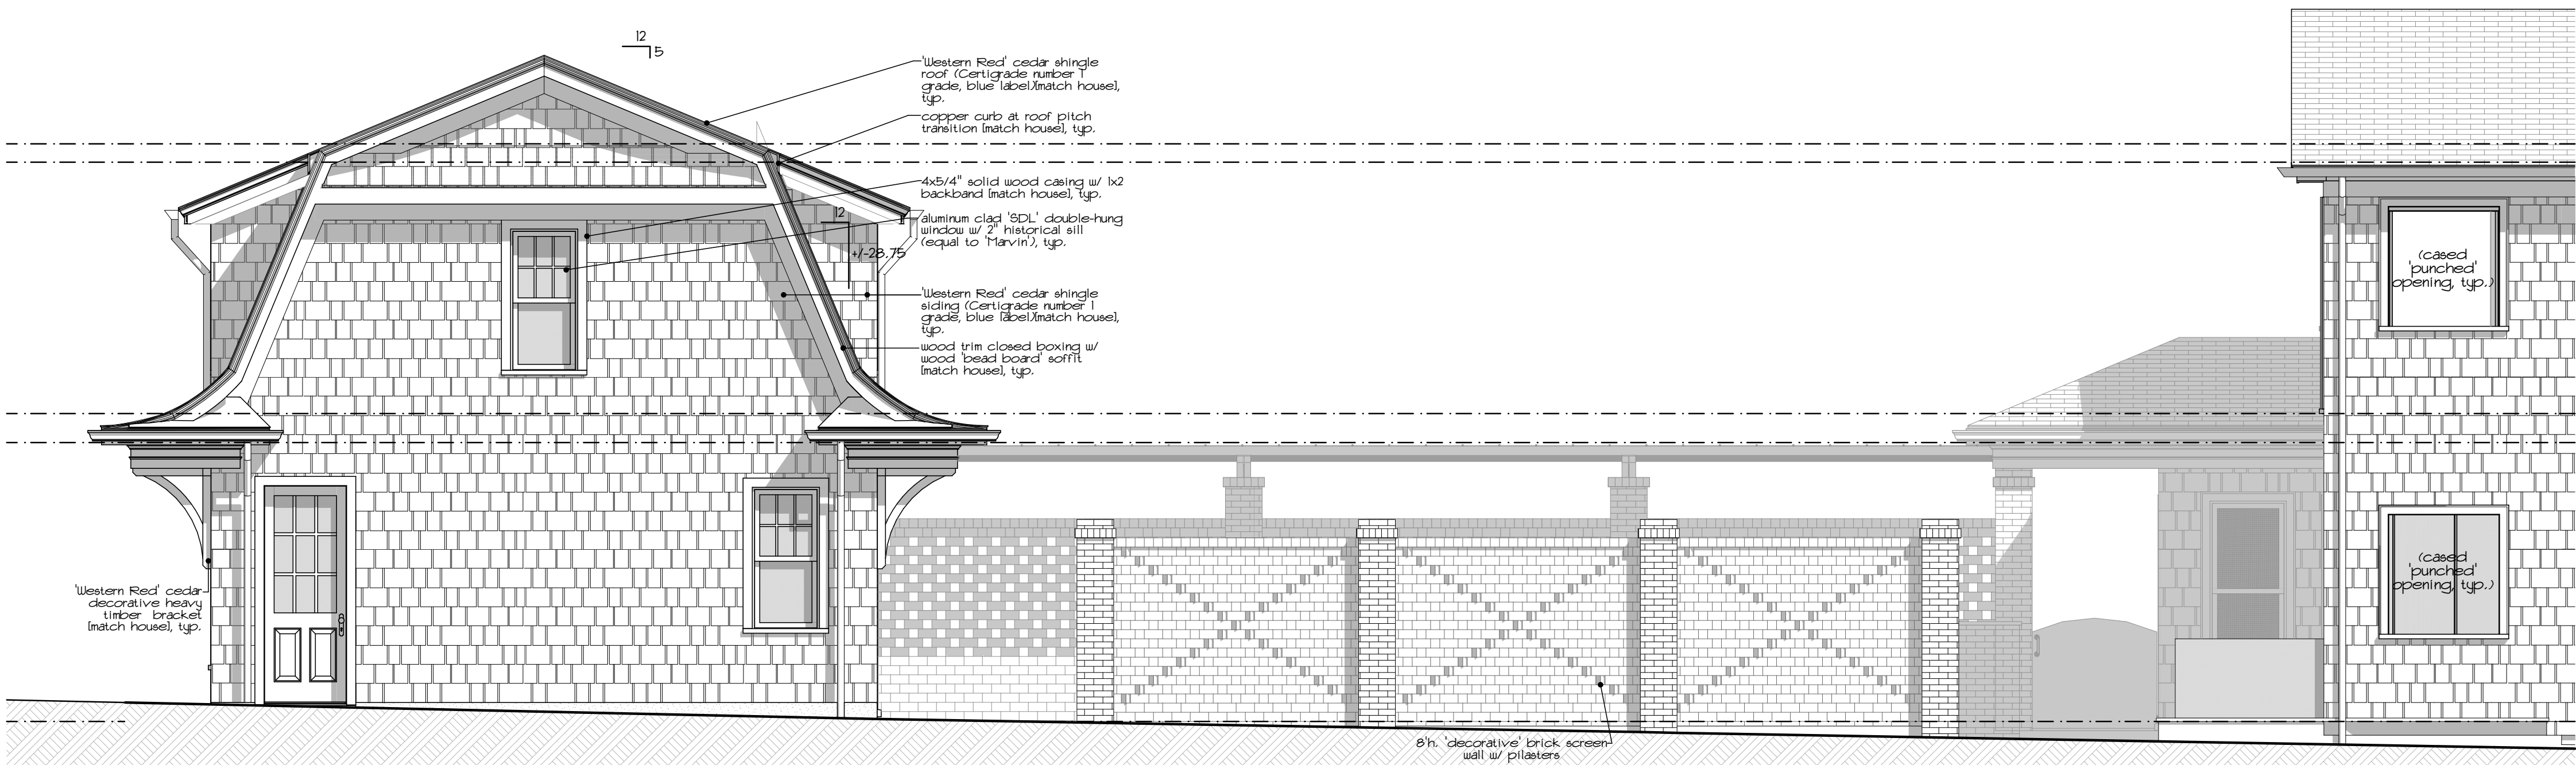 12
5
'Western Red' cedar shingle
roof (Certigrade number 1
grade, blue label)[match house],
typ.
copper curb at roof pitch
transition [match house], typ.
4x5/4" solid wood casing w/ 1x2
backband [match house], typ.
12
+/-28.75
aluminum clad 'SDL' double-hung
window w/ 2" historical sill
(equal to 'Marvin'), typ.
'Western Red' cedar shingle
siding (Certigrade number 1
grade, blue label)[match house],
typ.
wood trim closed boxing w/
wood 'bead board' soffit
[match house], typ.
(cased
'punched'
opening, typ.)
(cased
'punched'
opening, typ.)
'Western Red' cedar
decorative heavy
timber bracket
[match house], typ.
8'h. 'decorative' brick screen
wall w/ pilasters